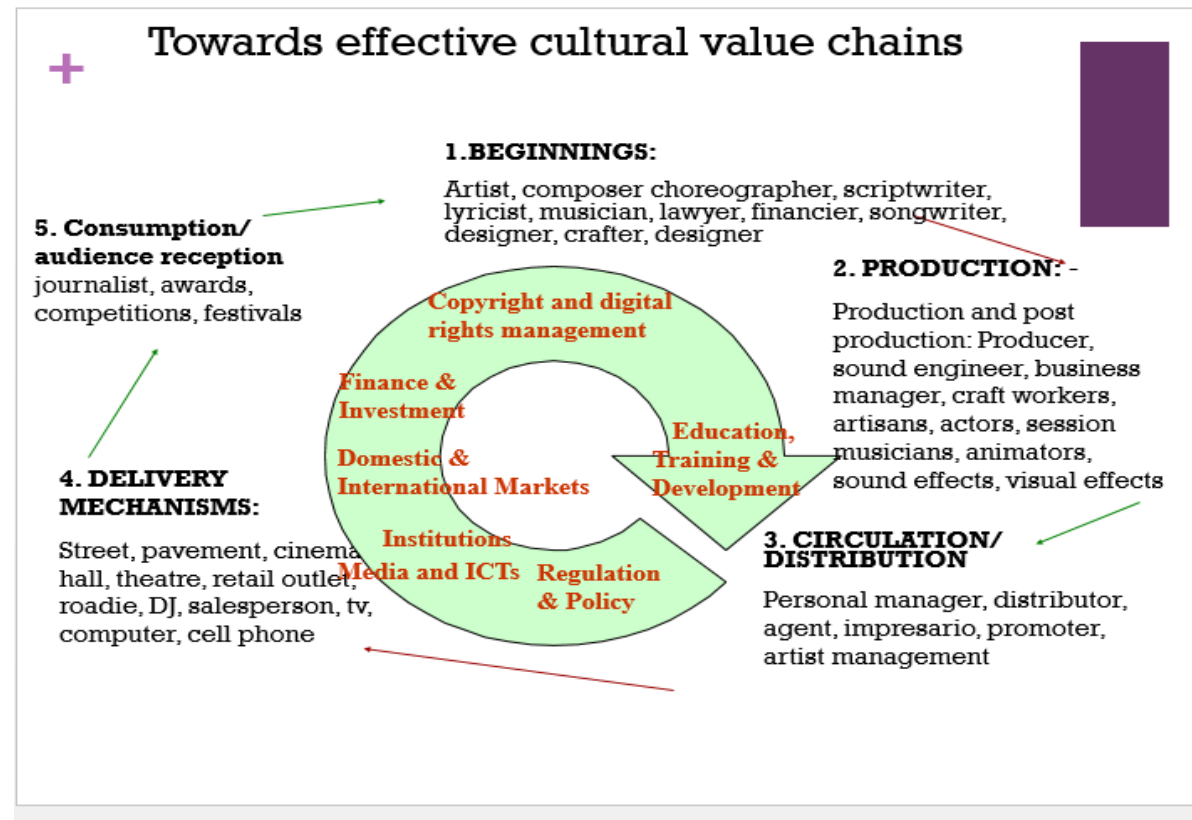 Towards effective cultural value chains
+
1.BEGINNINGS:
Artist, composer choreographer, scriptwriter,
lyricist, musician, lawyer, financier, songwriter,
designer, crafter, designer
2. PRODUCTION: -
Production and post
production: Producer,
sound engineer, business
manager, craft workers,
artisans, actors, session
musicians, animators,
sound effects, visual effects
3. CIRCULATION/
DISTRIBUTION
Personal manager, distributor,
agent, impresario, promoter,
artist management
4. DELIVERY
MECHANISMS:
Street, pavement, cinema
hall, theatre, retail outlet,
roadie, DJ, salesperson, tv,
computer, cell phone
5. Consumption/
audience reception
journalist, awards,
competitions, festivals
Copyright and digital
rights management
Finance &
Investment
Domestic &
International Markets
Institutions
Media and ICTs
Regulation
& Policy
Education,
Training &
Development